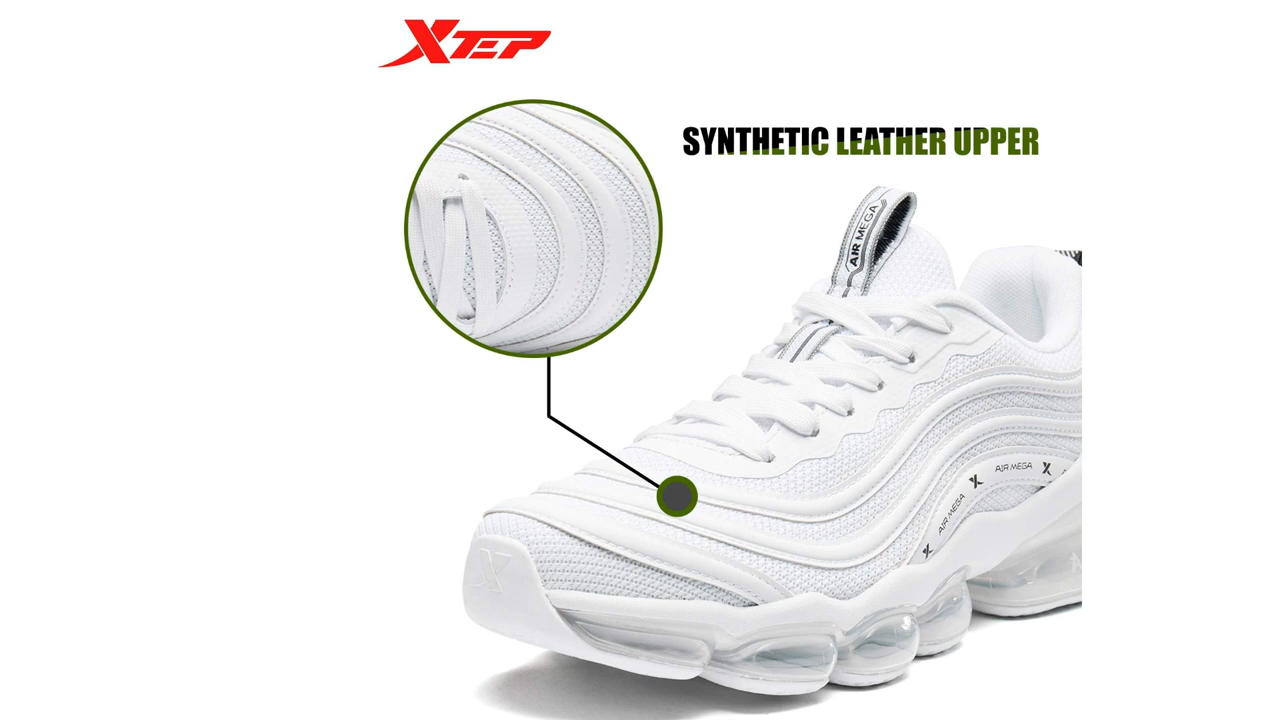 XTEP
SYNTHETIC LEATHER UPPER
AIR MEGA
AIR MEGA X
X AIR MEGA X